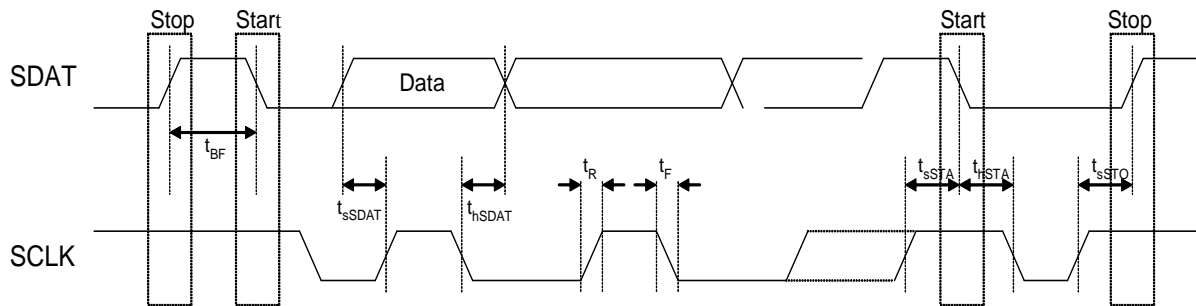 Stop Start Start Stop
SDAT
Data
tBF
tR tF tsSTA thSTA tsSTO
tsSDAT thSDAT
SCLK